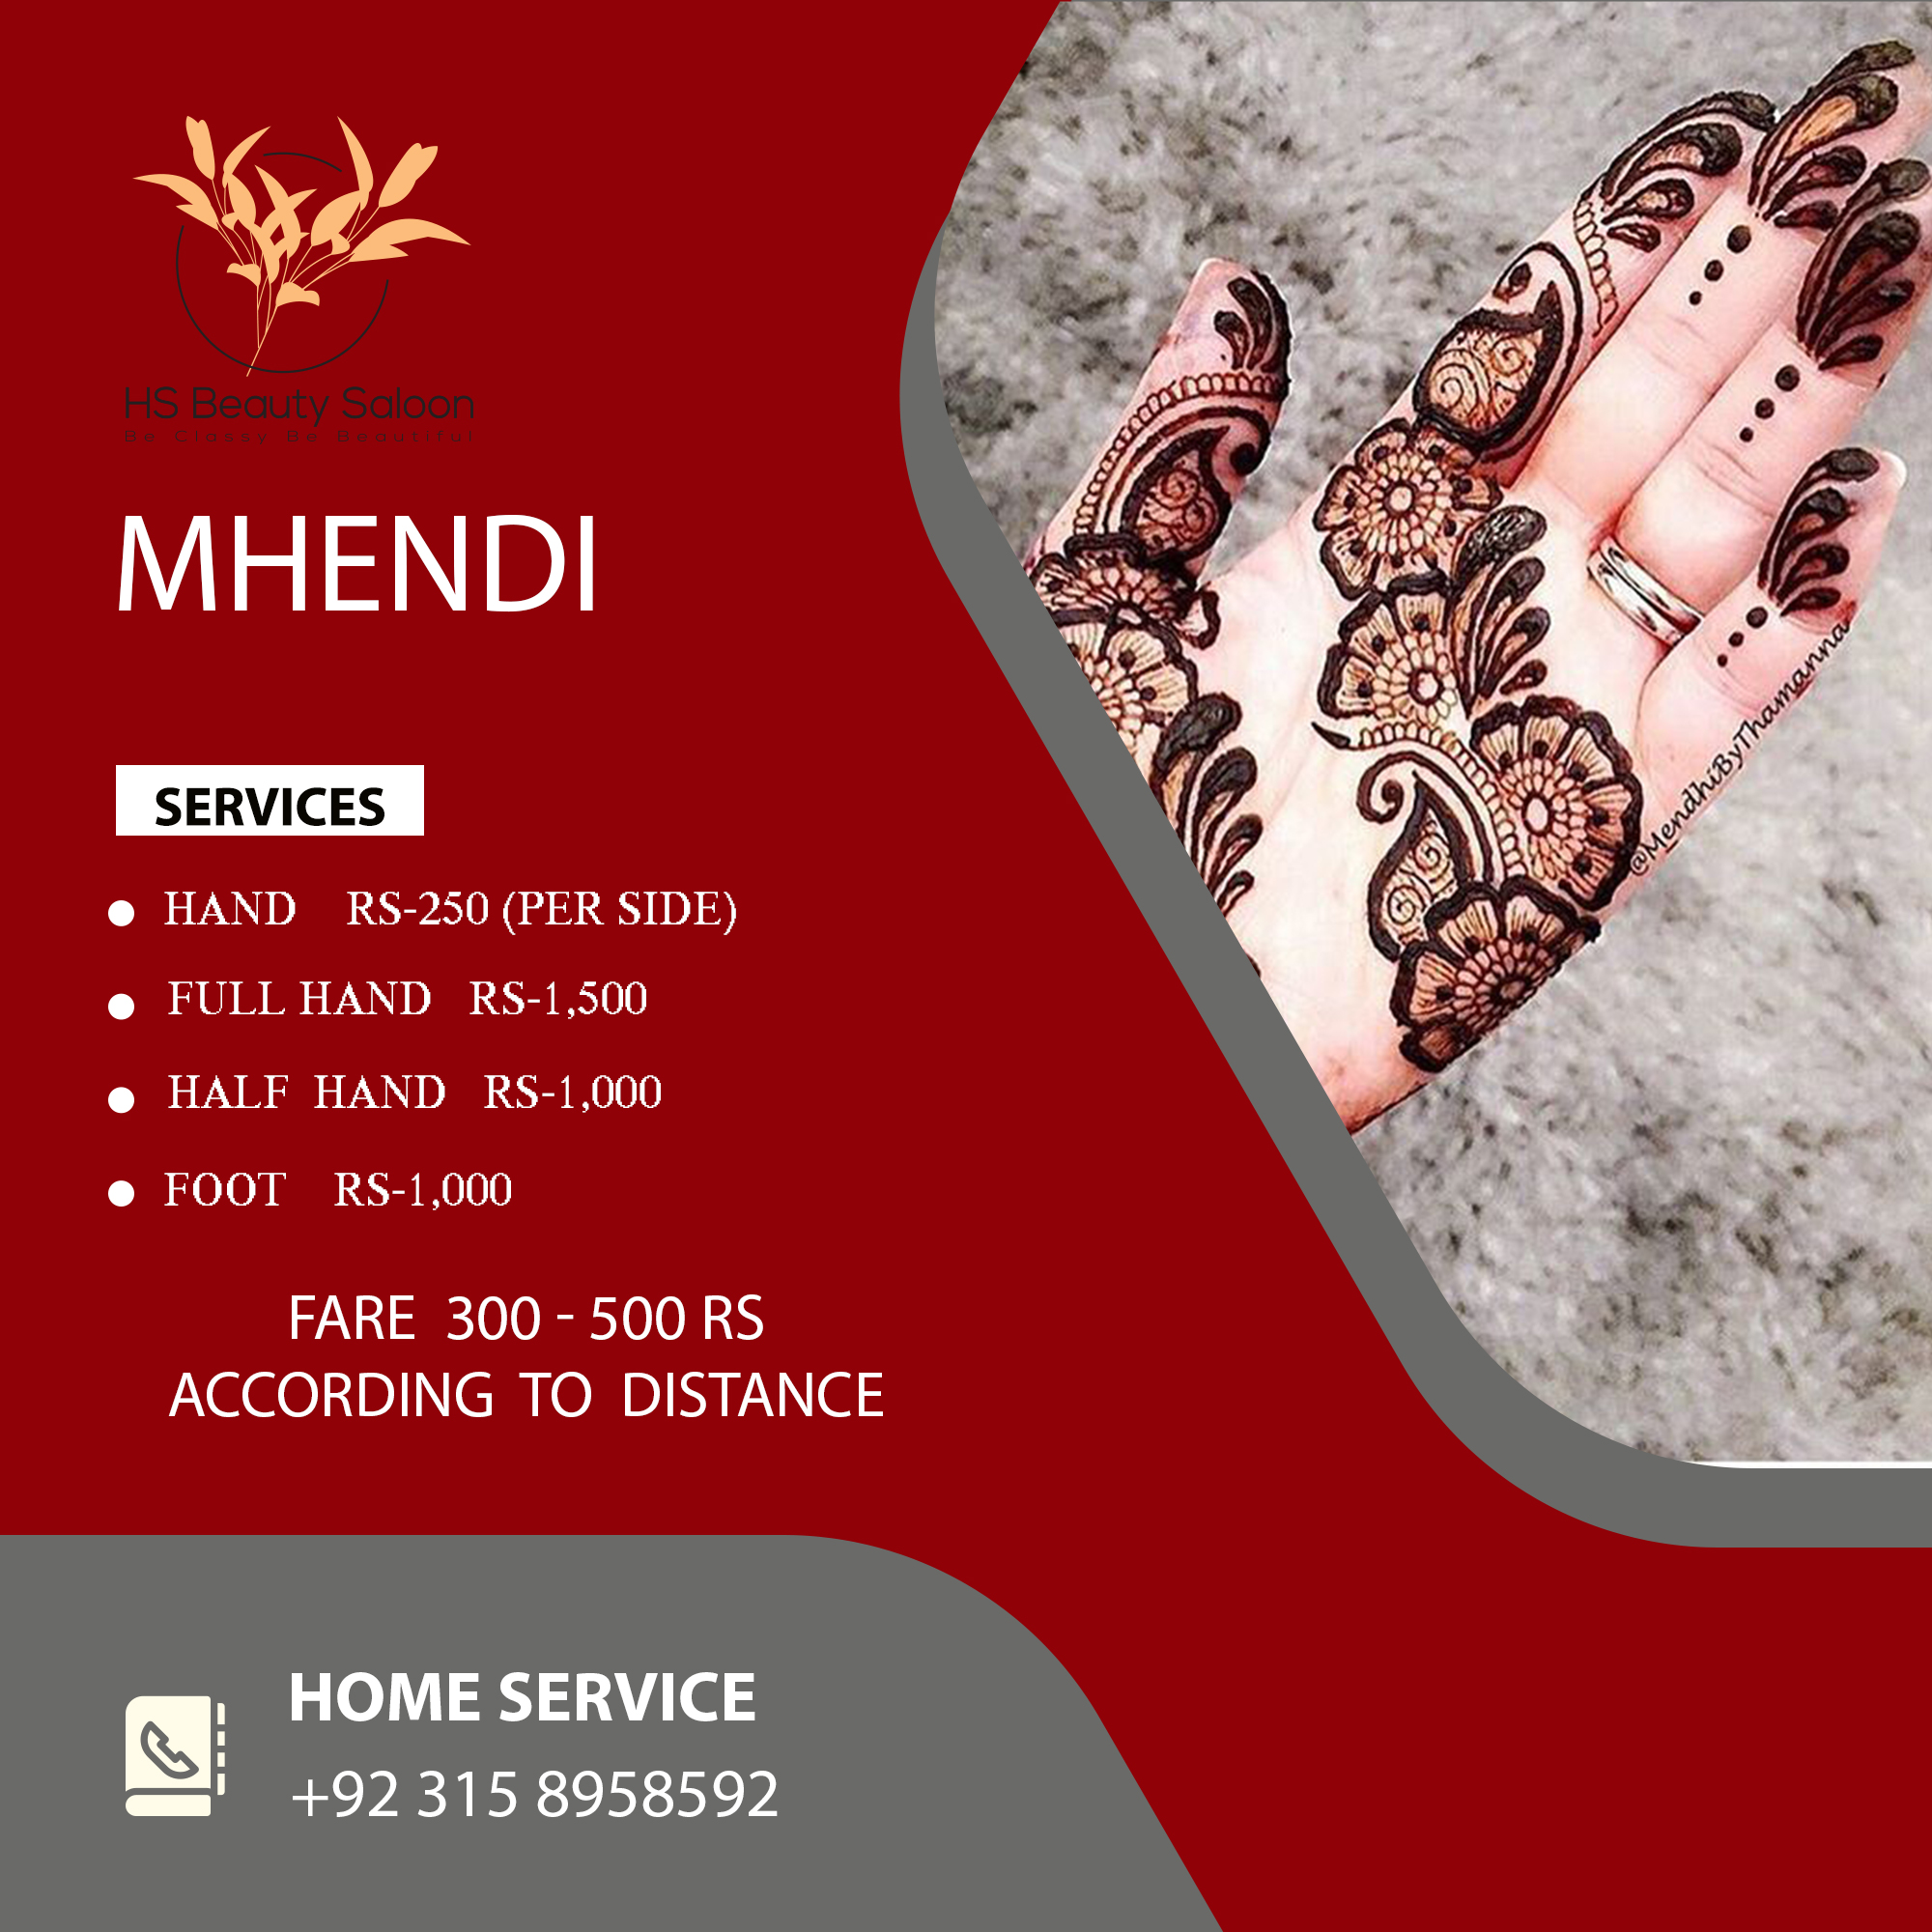 HS Beauty Saloon
Be Classy Be Beautiful
MHENDI
SERVICES
HAND RS-250 (PER SIDE)
FULL HAND RS-1,500
HALF HAND RS-1,000
FOOT RS-1,000
FARE 300 - 500 RS
ACCORDING TO DISTANCE
HOME SERVICE
+92 315 8958592
@MendhiByThamanna